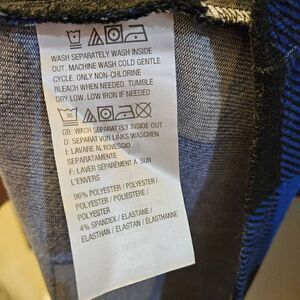 WASH SEPARATELY WASH INSIDE
OUT. MACHINE WASH COLD GENTLE
CYCLE. ONLY NON-CHLORINE
BLEACH WHEN NEEDED. TUMBLE
DRY LOW. LOW IRON IF NEEDED
GB: WASH SEPARATELY INSIDE OUT
D: SEPARAT VON LINKS WASCHEN
I: LAVARE AL ROVESCIO
SEPARATAMENTE
F: LAVER SÉPARÉMENT À SUR
L'ENVERS
96% POLYESTER / POLYESTER /
POLYESTER / POLIESTERE /
POLYESTER
4% SPANDEX / ELASTANE /
ELASTHAN / ELASTAN / ÉLASTHANNE